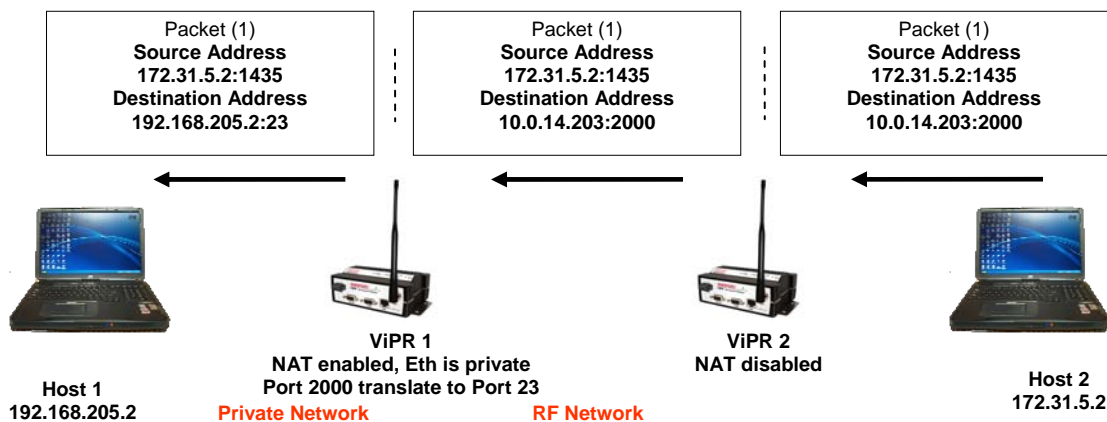 Packet (1)
Source Address
172.31.5.2:1435
Destination Address
192.168.205.2:23
Packet (1)
Source Address
172.31.5.2:1435
Destination Address
10.0.14.203:2000
Packet (1)
Source Address
172.31.5.2:1435
Destination Address
10.0.14.203:2000
Host 1
192.168.205.2
ViPR 1
NAT enabled, Eth is private
Port 2000 translate to Port 23
Private Network
RF Network
ViPR 2
NAT disabled
Host 2
172.31.5.2